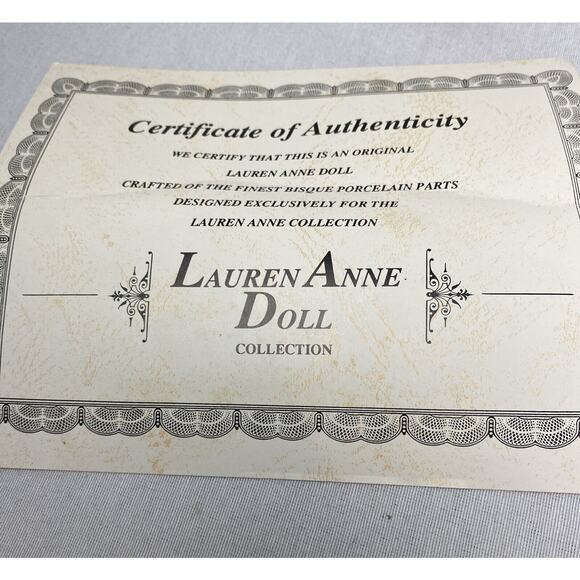 Certificate of Authenticity
WE CERTIFY THAT THIS IS AN ORIGINAL
LAUREN ANNE DOLL
CRAFTED OF THE FINEST BISQUE PORCELAIN PARTS
DESIGNED EXCLUSIVELY FOR THE
LAUREN ANNE COLLECTION
LAUREN ANNE
DOLL
COLLECTION